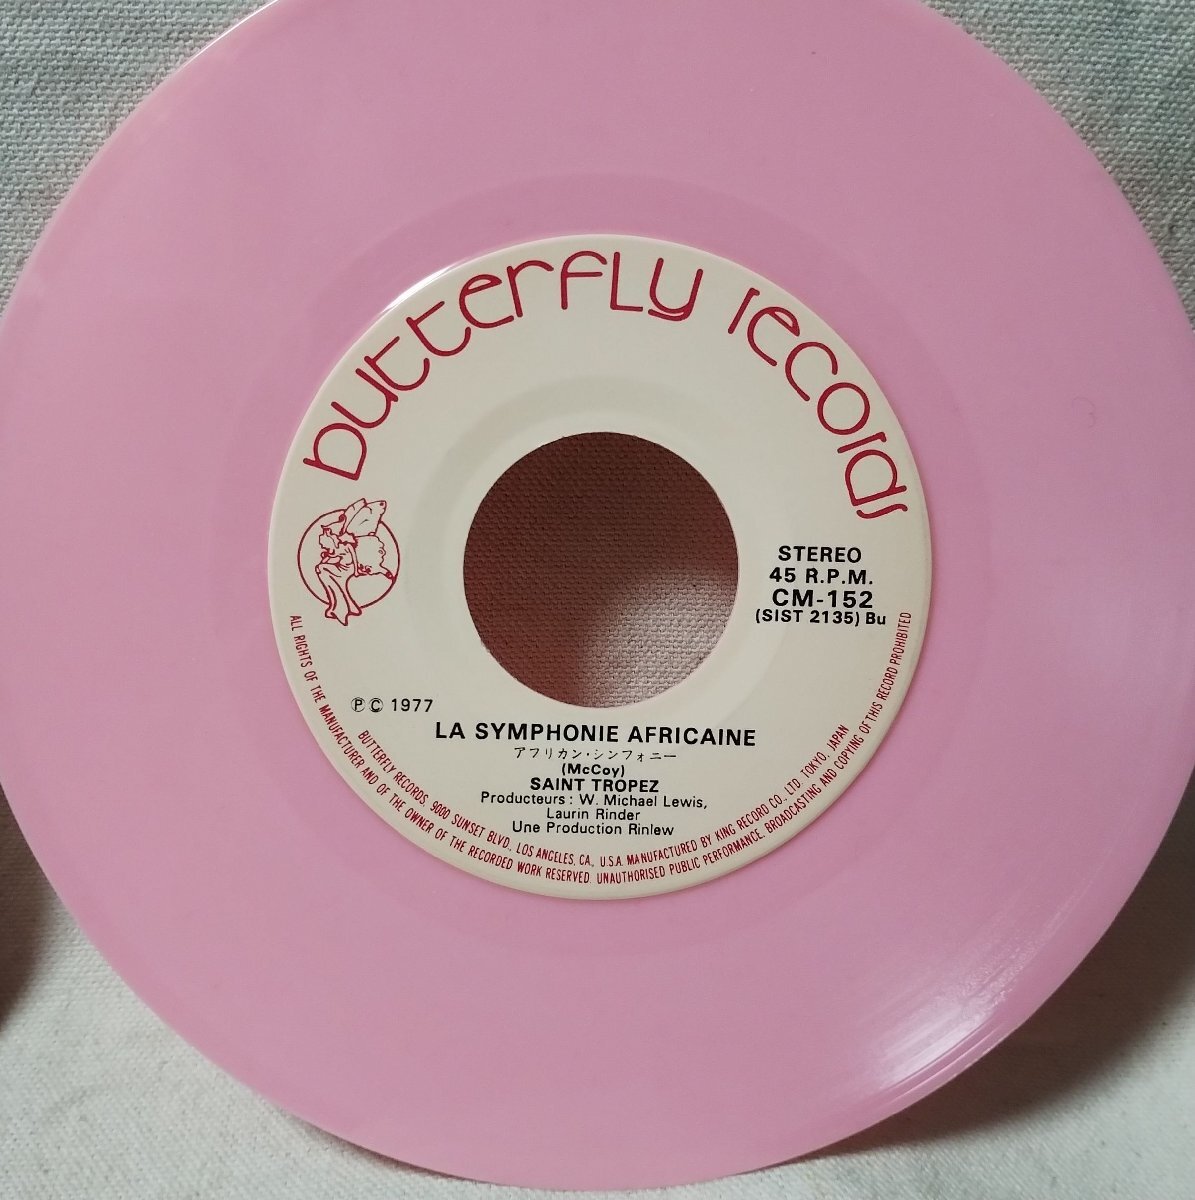 butterfly records
STEREO
45 R.P.M.
CM-152
(SIST 2135) Bu
Ⓟ Ⓒ 1977
LA SYMPHONIE AFRICAINE
アフリカン・シンフォニー
(McCoy)
SAINT TROPEZ
Producteurs : W. Michael Lewis,
Laurin Rinder
Une Production Rinlew
BUTTERFLY RECORDS. 9000 SUNSET BLVD., LOS ANGELES, CA., U.S.A. MANUFACTURED BY KING RECORD CO., LTD. TOKYO, JAPAN
ALL RIGHTS OF THE MANUFACTURER AND OF THE OWNER OF THE RECORDED WORK RESERVED. UNAUTHORISED PUBLIC PERFORMANCE, BROADCASTING AND COPYING OF THIS RECORD PROHIBITED